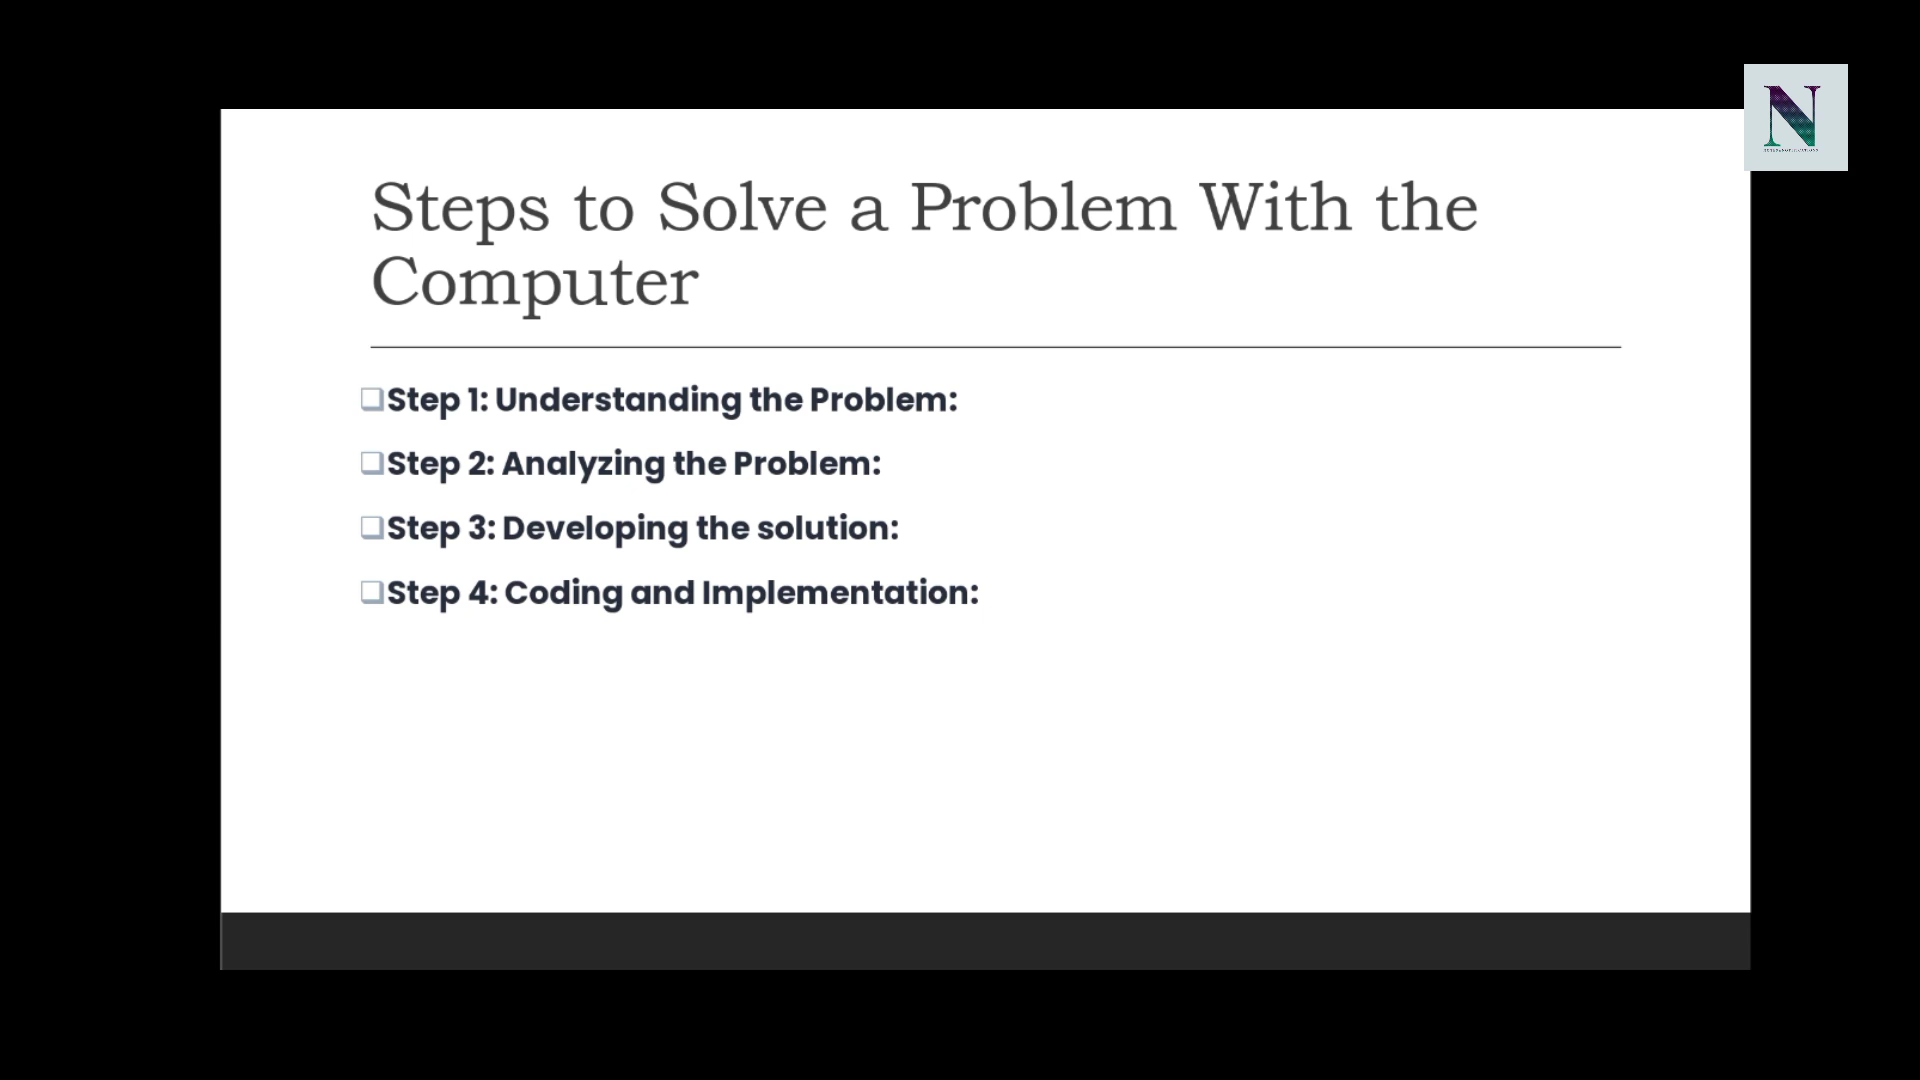 N
Steps to Solve a Problem With the
Computer
Step 1: Understanding the Problem:
Step 2: Analyzing the Problem:
Step 3: Developing the solution:
Step 4: Coding and Implementation: